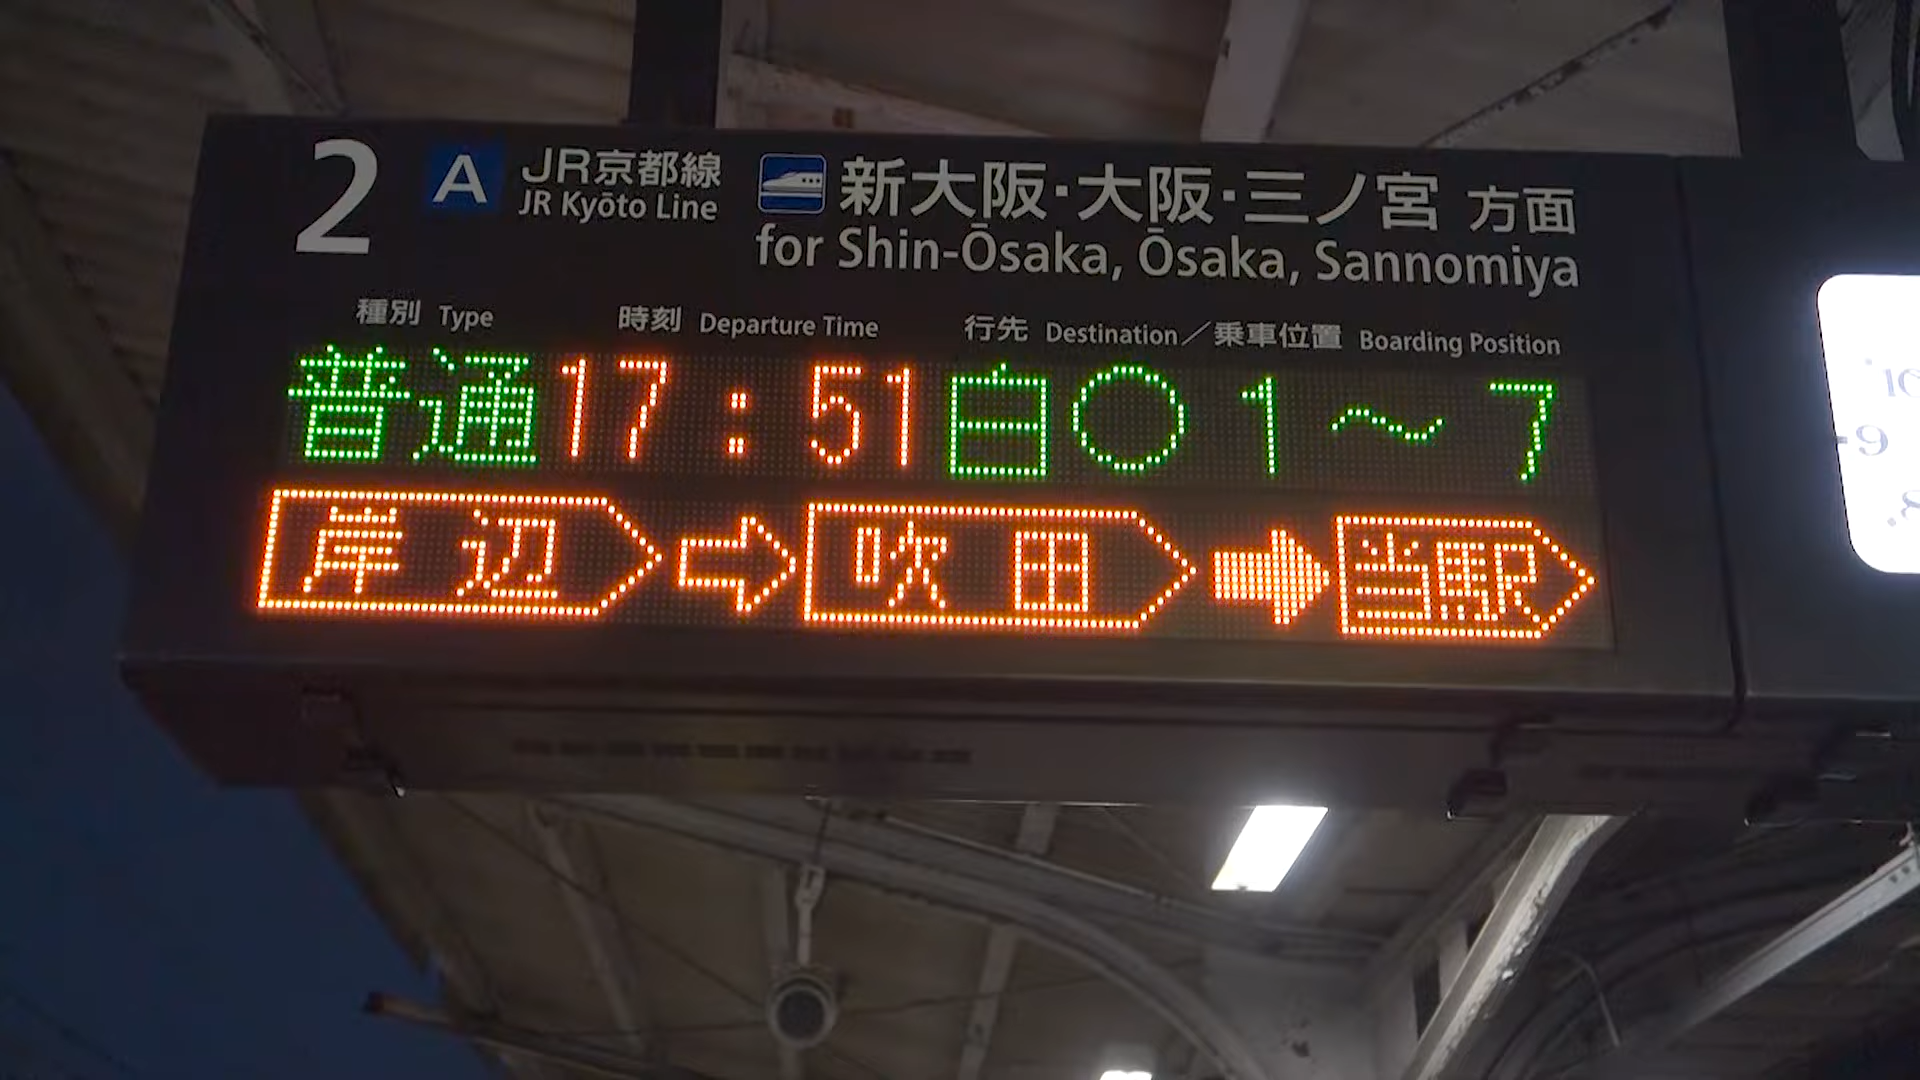 2 A JR京都線 新大阪・大阪・三ノ宮 方面
JR Kyōto Line for Shin-Ōsaka, Ōsaka, Sannomiya
種別 Type 時刻 Departure Time 行先 Destination／乗車位置 Boarding Position
普通 17:51 白○ 1～7
岸辺 ⇨ 吹田 ➡ 当駅